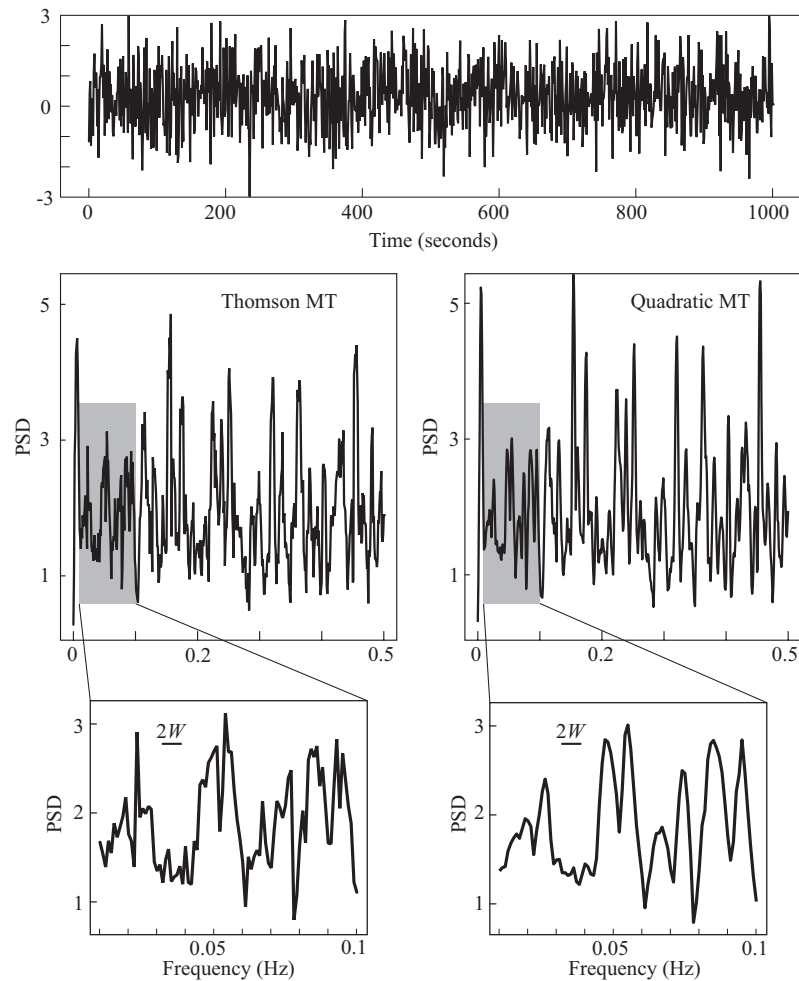 3
0
-3
0 200 400 600 800 1000
Time (seconds)
Thomson MT
5
3
1
PSD
0 0.2 0.5
Quadratic MT
5
3
1
PSD
0 0.2 0.5
2W
3
2
1
PSD
0.05 0.1
Frequency (Hz)
2W
3
2
1
PSD
0.05 0.1
Frequency (Hz)